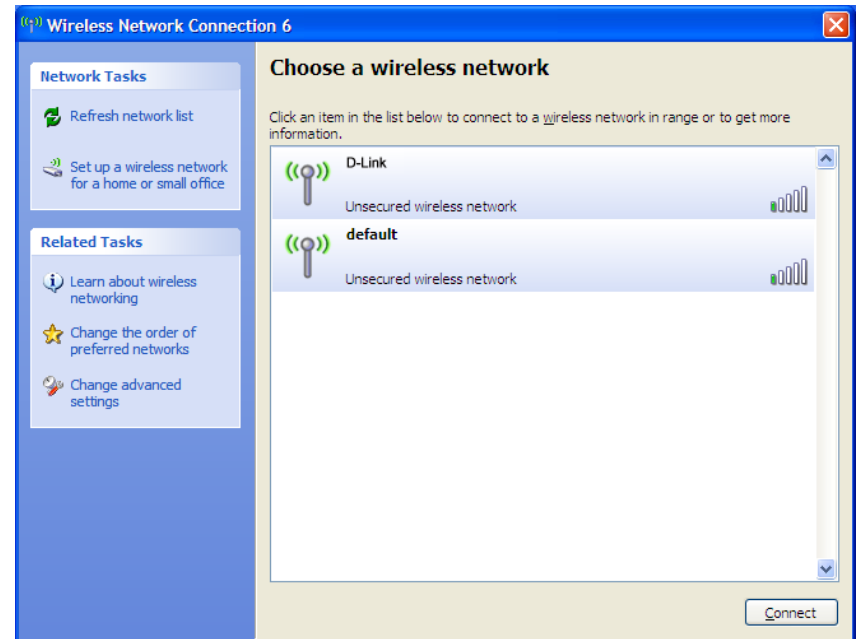 Wireless Network Connection 6
Network Tasks
Refresh network list
Set up a wireless network
for a home or small office
Related Tasks
Learn about wireless
networking
Change the order of
preferred networks
Change advanced
settings
Choose a wireless network
Click an item in the list below to connect to a wireless network in range or to get more
information.
D-Link
Unsecured wireless network
default
Unsecured wireless network
Connect